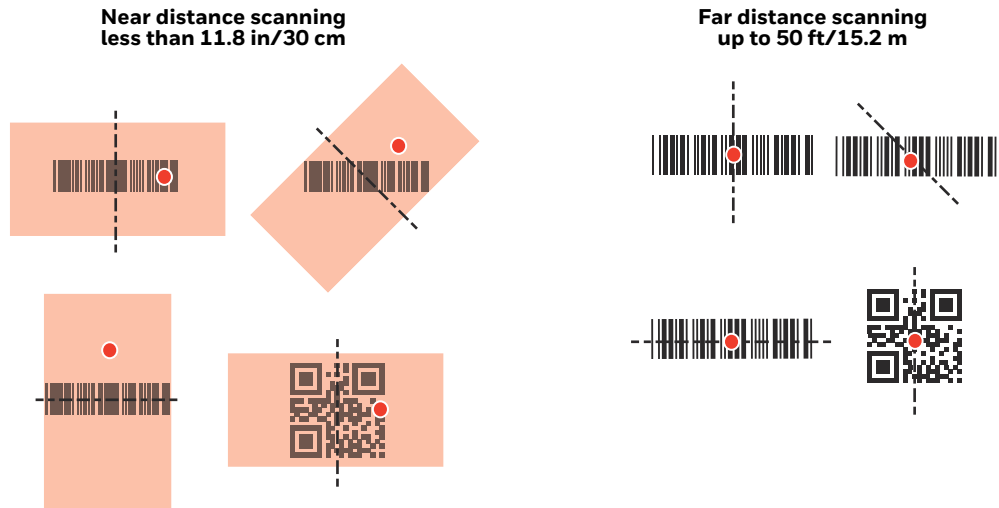 Near distance scanning
less than 11.8 in/30 cm
Far distance scanning
up to 50 ft/15.2 m